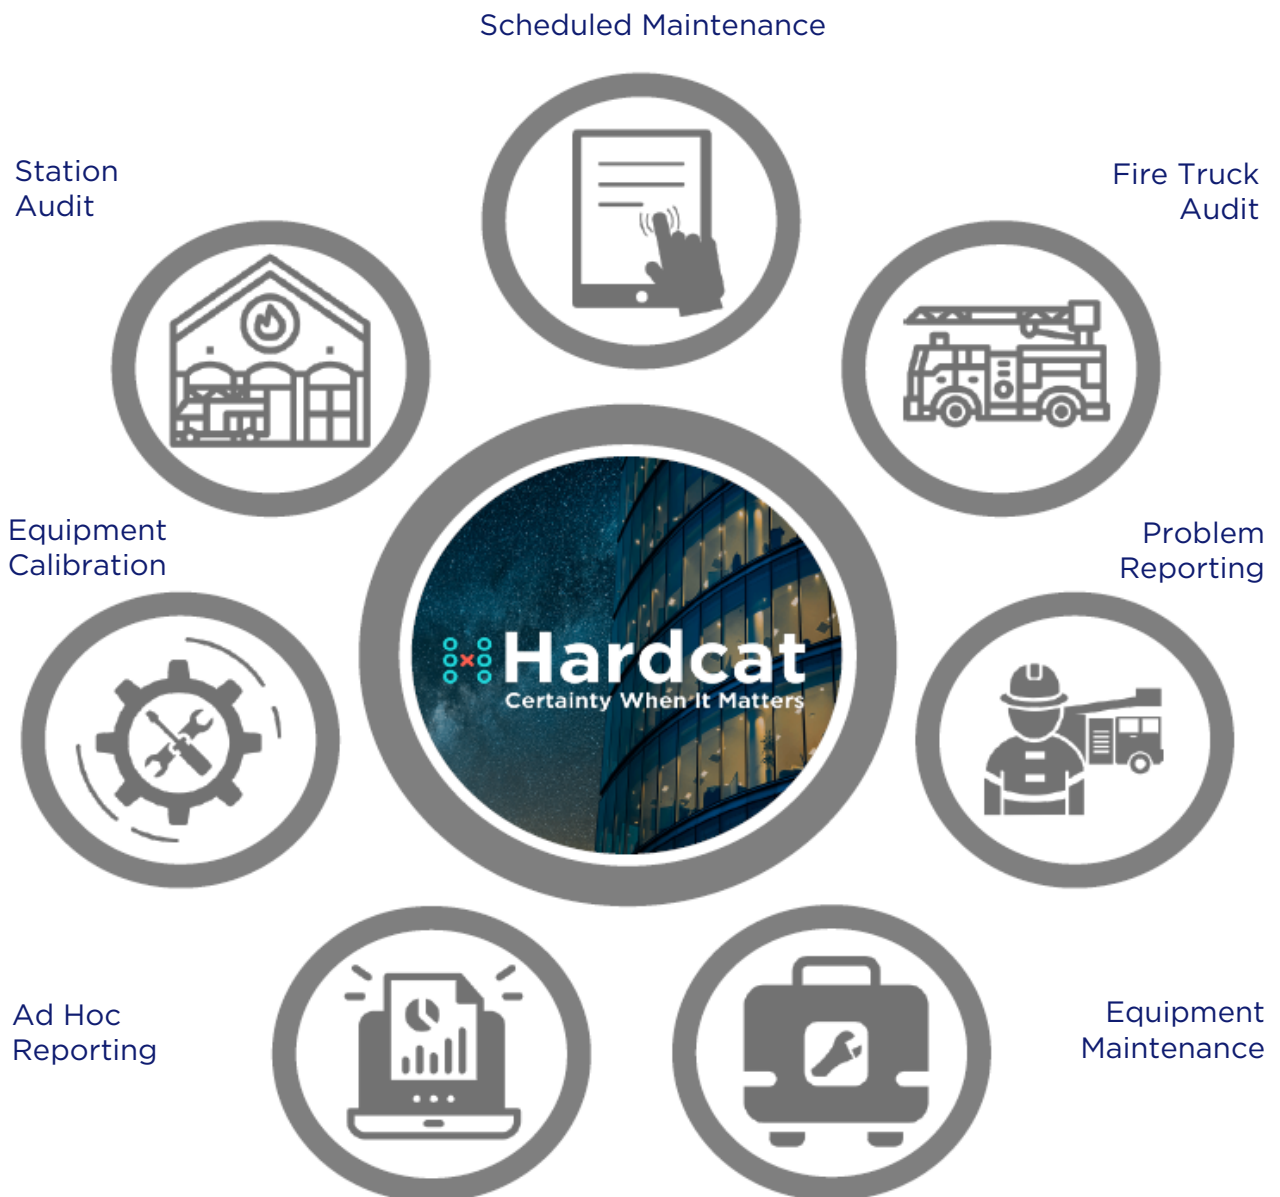 Scheduled Maintenance
Station
Audit
Fire Truck
Audit
Equipment
Calibration
Problem
Reporting
Hardcat
Certainty When It Matters
Ad Hoc
Reporting
Equipment
Maintenance